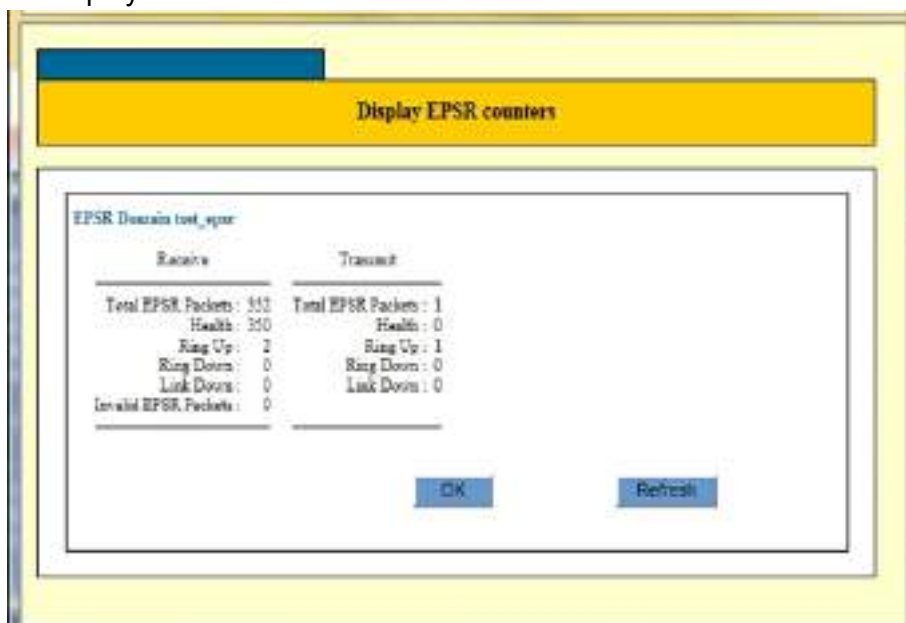 Display EPSR counters
EPSR Domain test_epsr
Receive Transmit
Total EPSR Packets : 352 Total EPSR Packets : 1
Health : 350 Health : 0
Ring Up : 2 Ring Up : 1
Ring Down : 0 Ring Down : 0
Link Down : 0 Link Down : 0
Invalid EPSR Packets : 0
OK Refresh